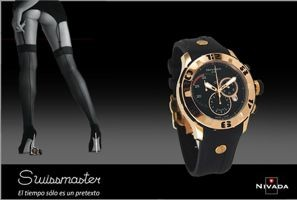 Swissmaster
El tiempo sólo es un pretexto
NIVADA